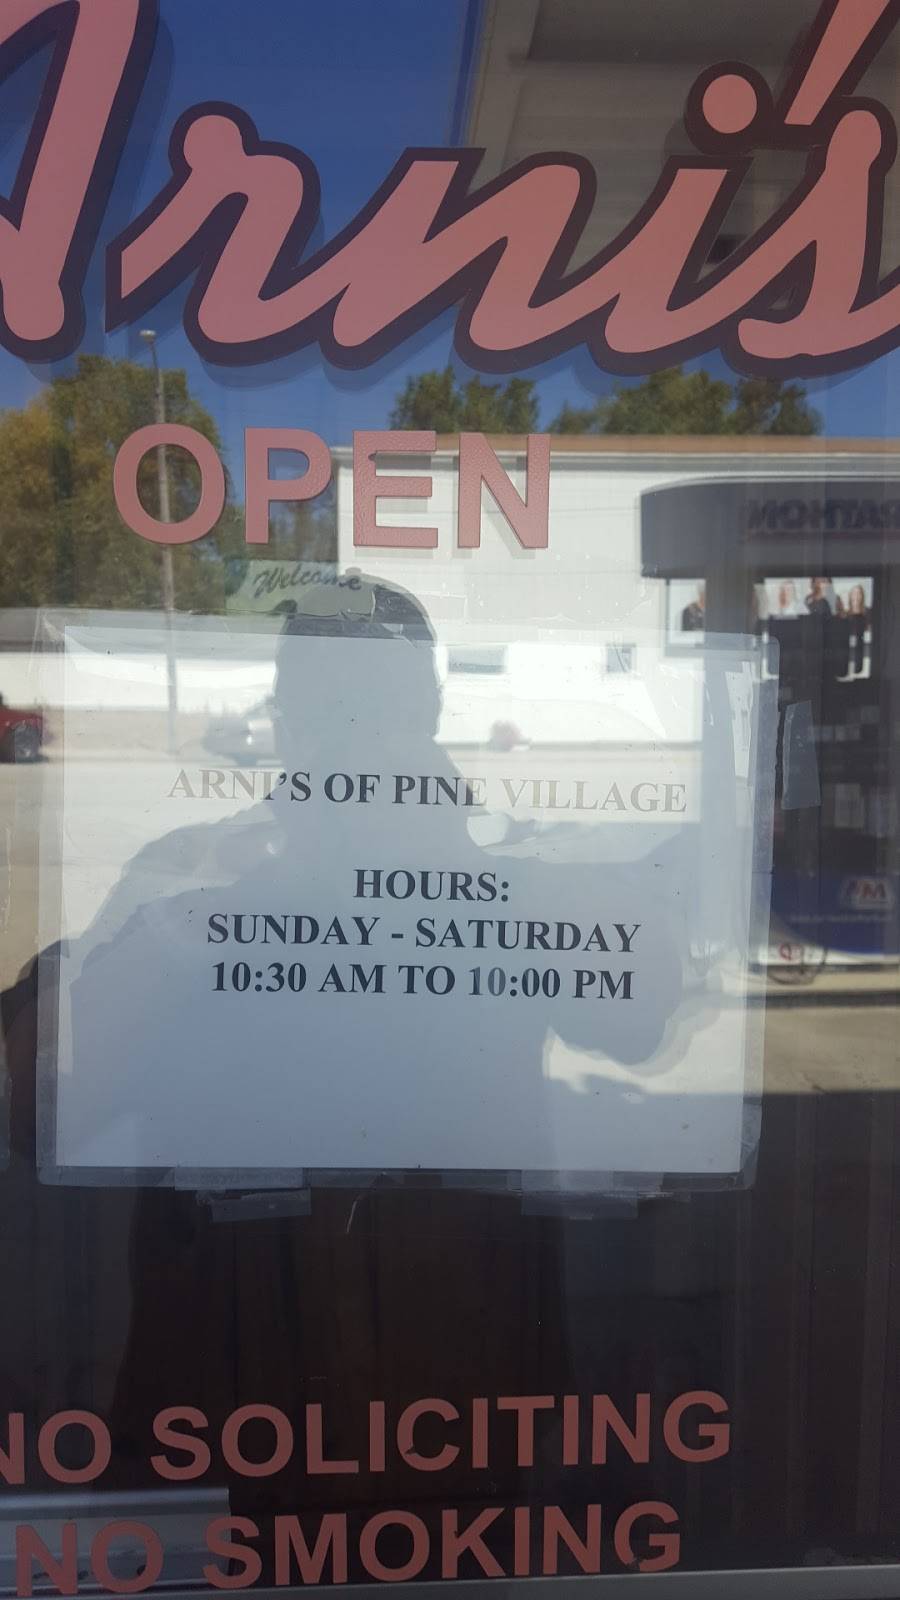 Arni's
OPEN
Welcome
ARNI'S OF PINE VILLAGE
HOURS:
SUNDAY - SATURDAY
10:30 AM TO 10:00 PM
NO SOLICITING
NO SMOKING